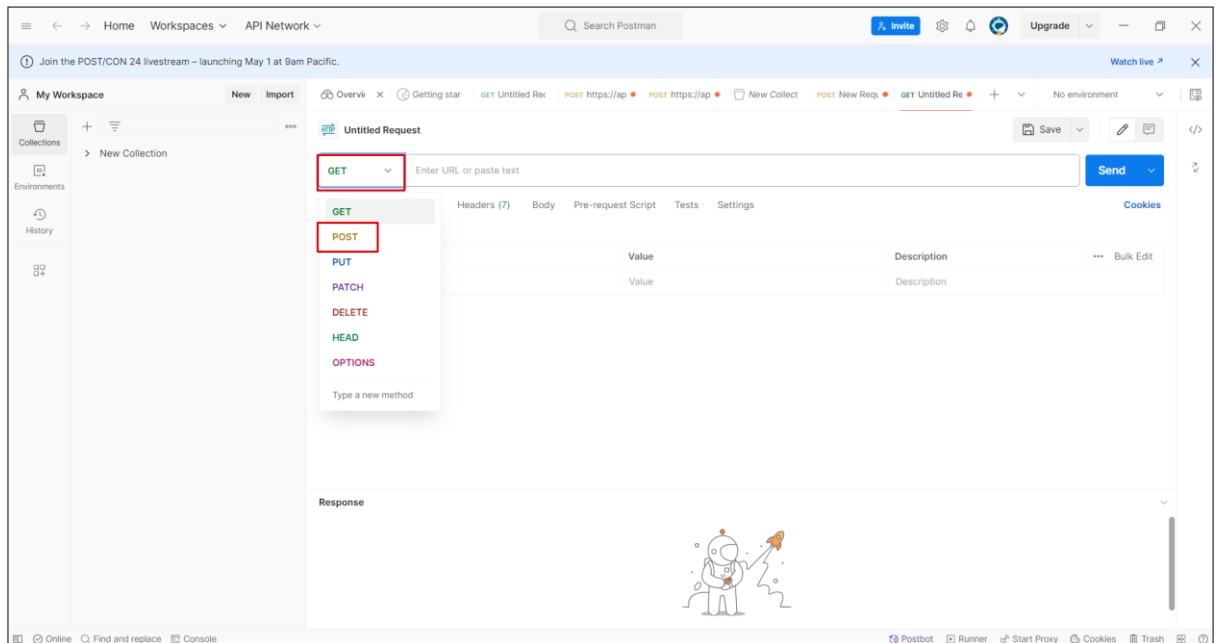 Home Workspaces API Network Search Postman Invite Upgrade
Join the POST/CON 24 livestream – launching May 1 at 9am Pacific. Watch live
My Workspace New Import Overvi Getting star GET Untitled Rec POST https://ap POST https://ap New Collect POST New Requ GET Untitled Re No environment
Collections
New Collection
Environments
History
HTTP Untitled Request Save
GET Enter URL or paste text Send
Headers (7) Body Pre-request Script Tests Settings Cookies
GET
POST
PUT
PATCH
DELETE
HEAD
OPTIONS
Type a new method
Value Description Bulk Edit
Value Description
Response
Online Find and replace Console Postbot Runner Start Proxy Cookies Trash